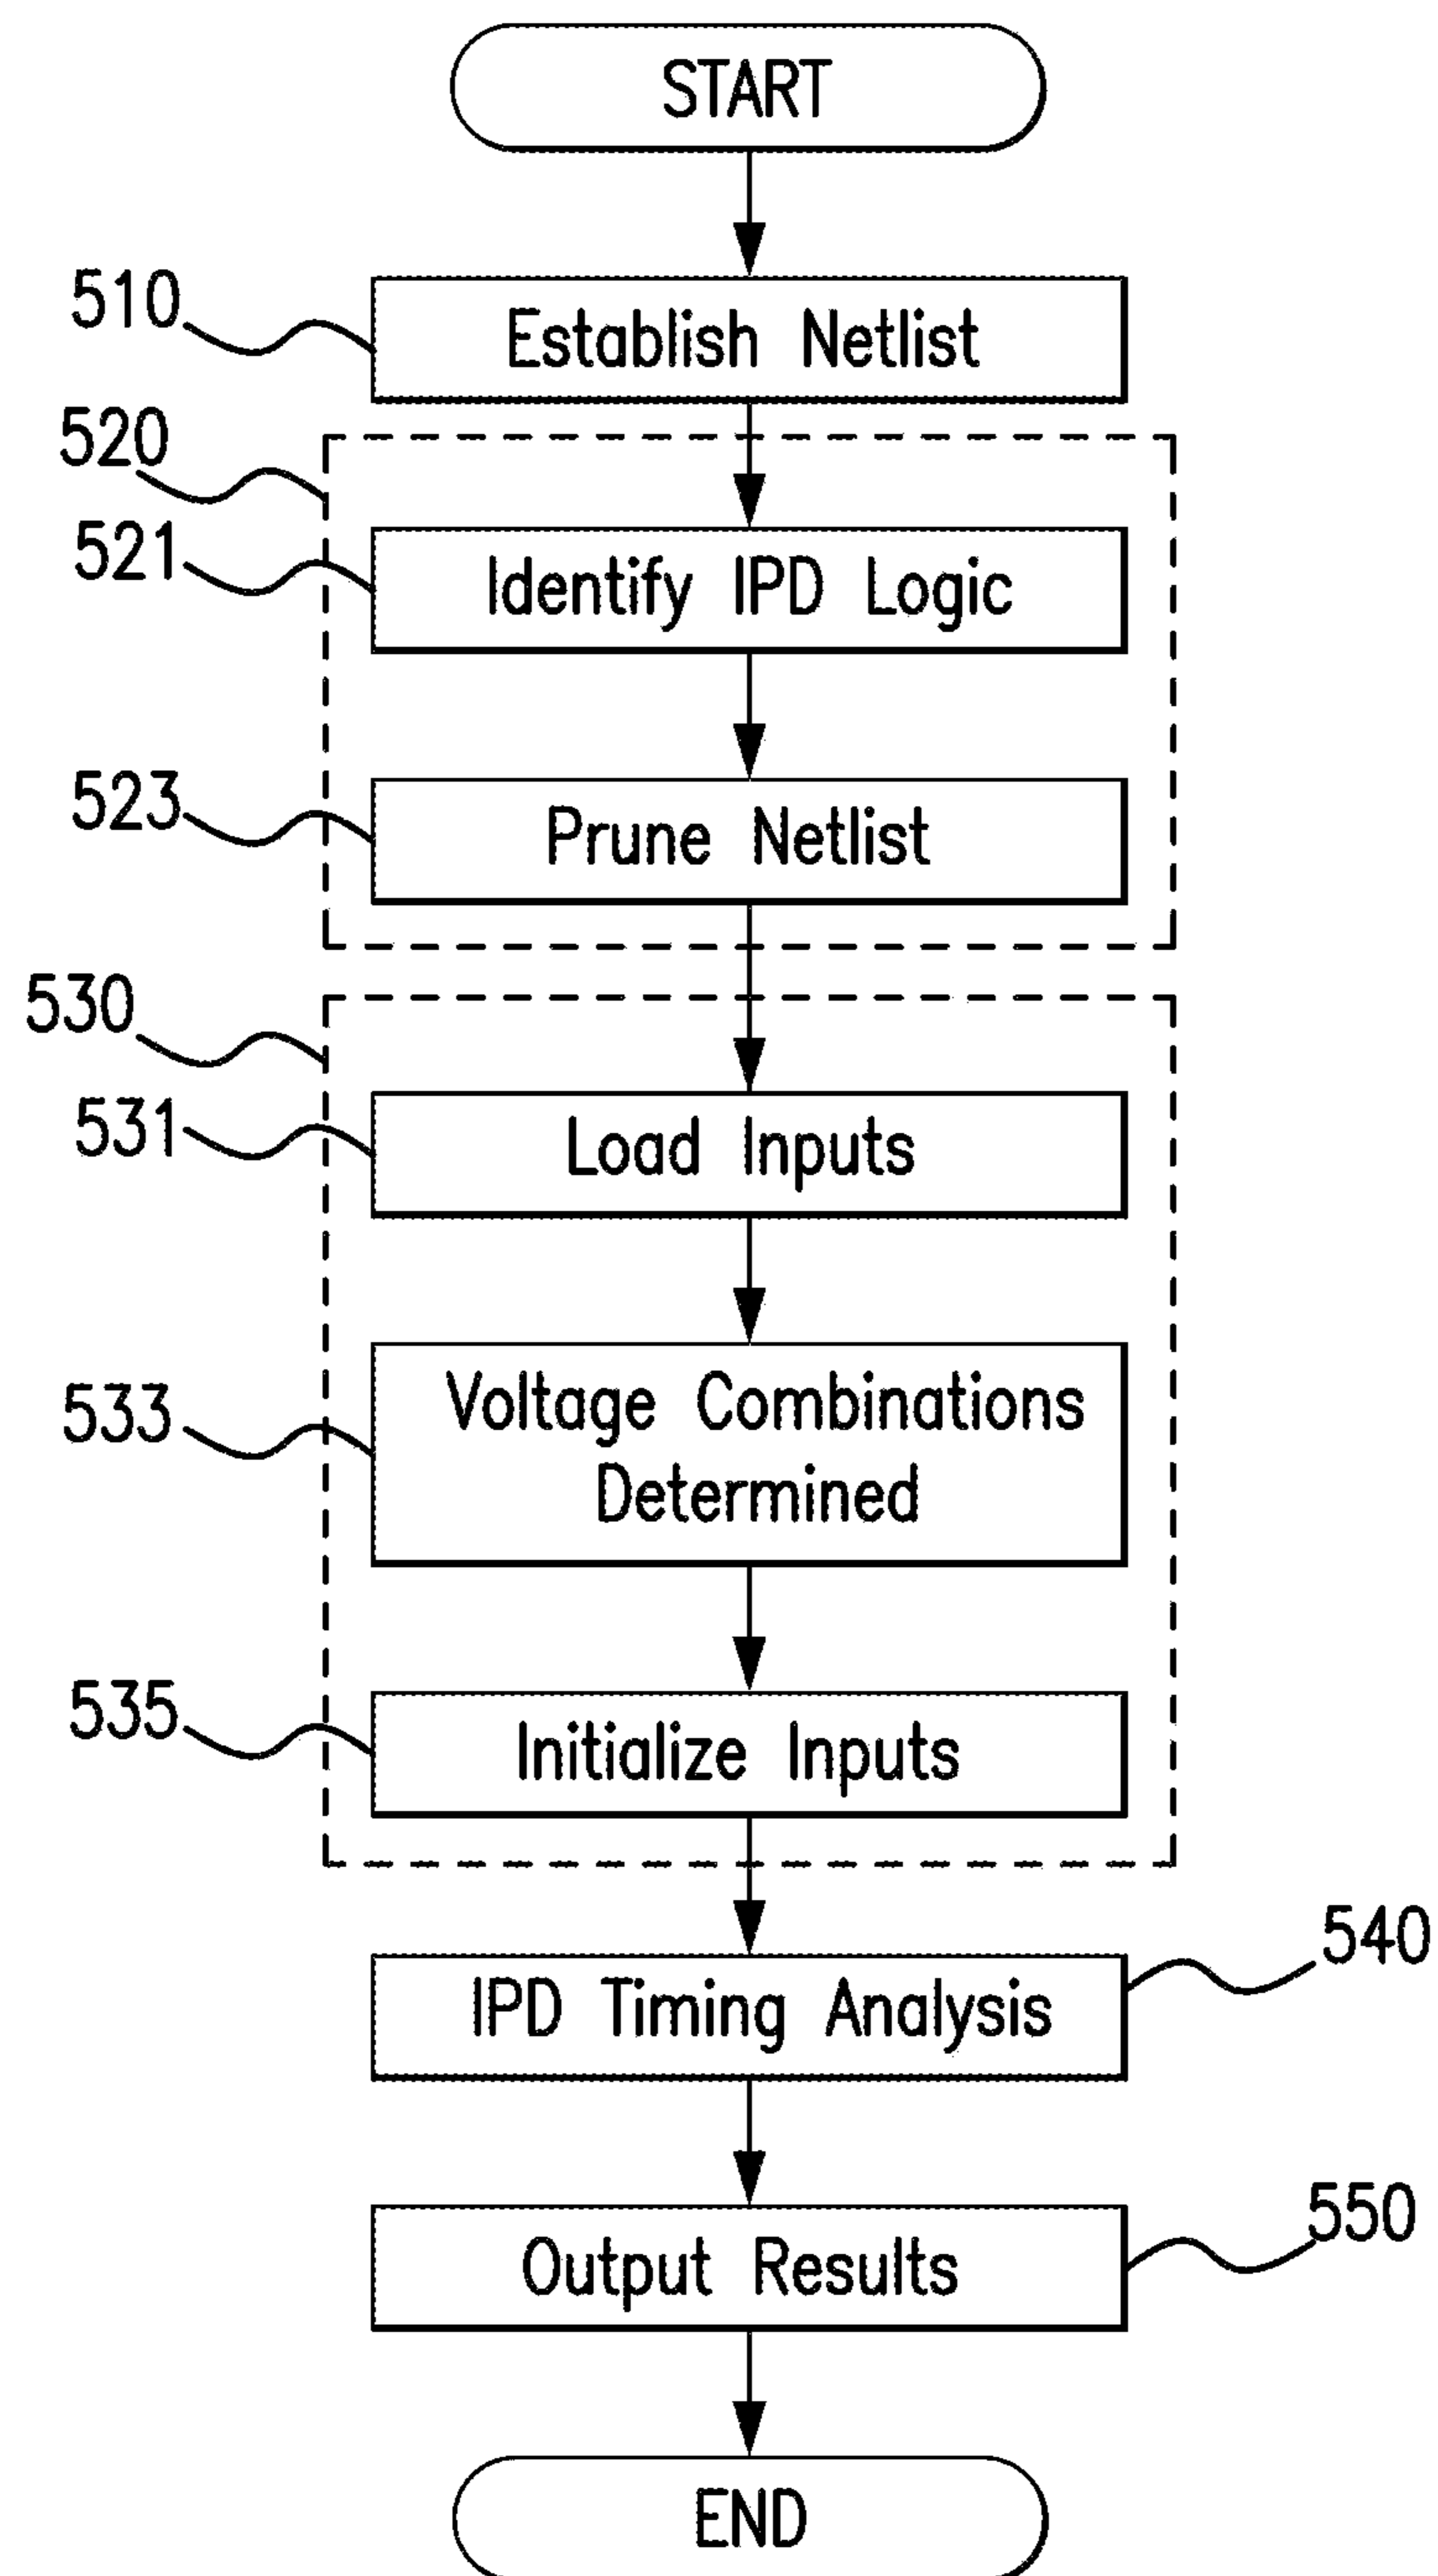 START
510
Establish Netlist
520
521
Identify IPD Logic
523
Prune Netlist
530
531
Load Inputs
533
Voltage Combinations
Determined
535
Initialize Inputs
540
IPD Timing Analysis
550
Output Results
END